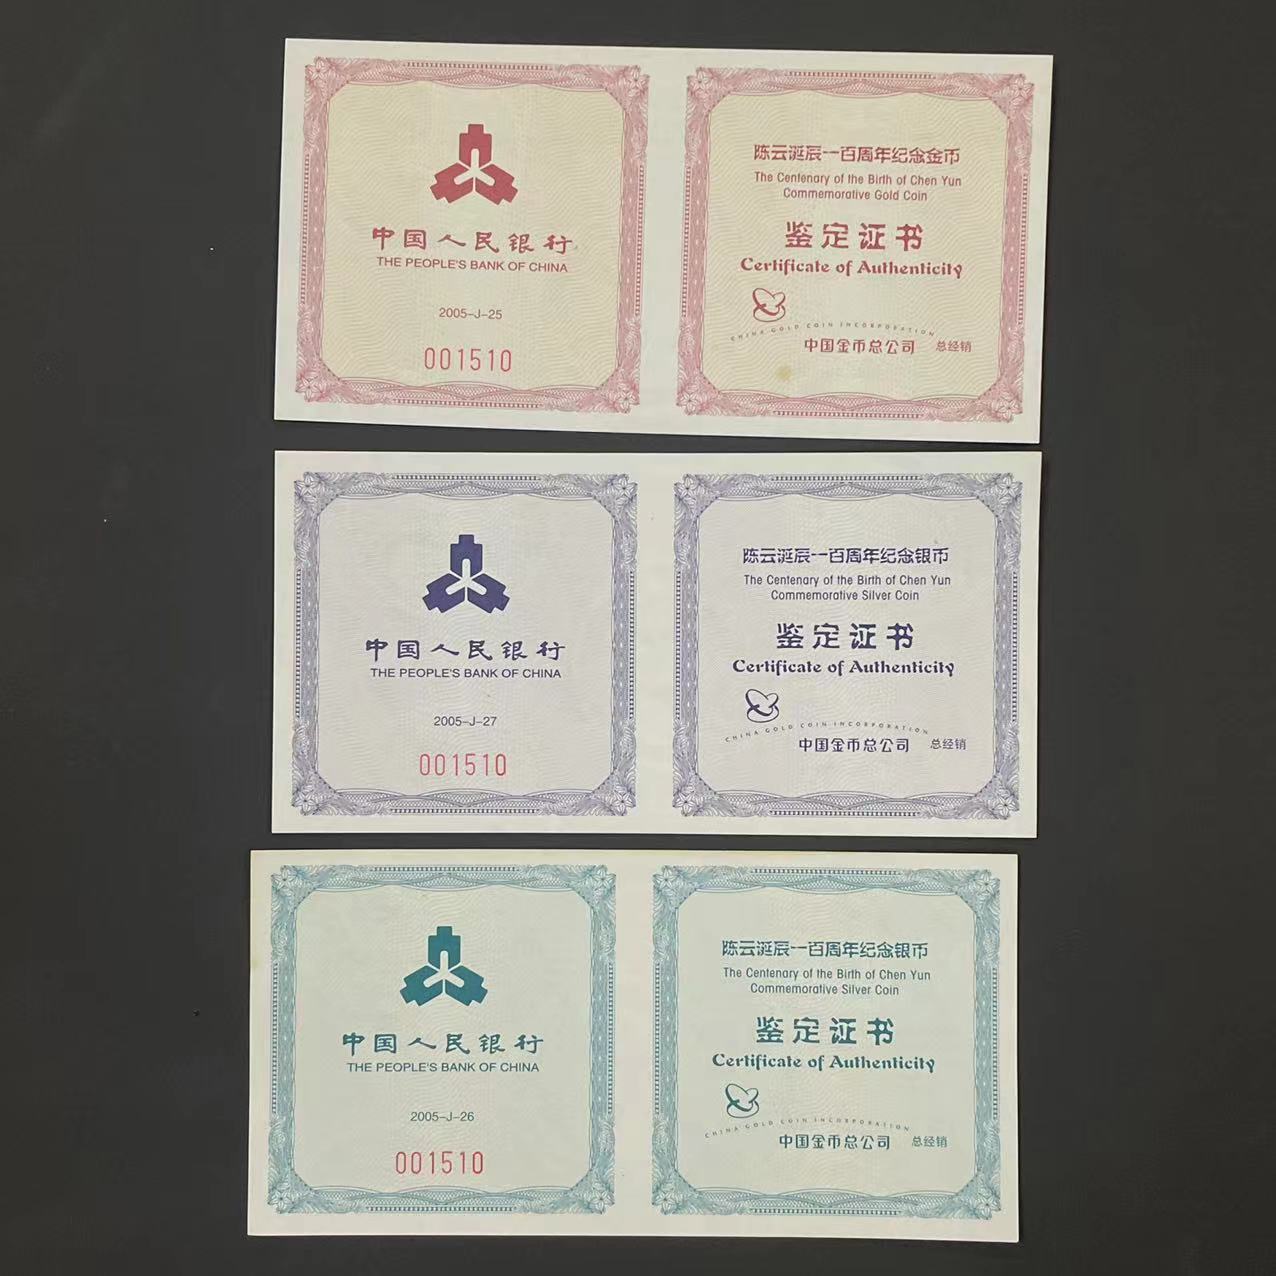 中国人民银行
THE PEOPLE'S BANK OF CHINA
2005-J-25
001510
陈云诞辰一百周年纪念金币
The Centenary of the Birth of Chen Yun
Commemorative Gold Coin
鉴定证书
Certificate of Authenticity
CHINA GOLD COIN INCORPORATION
中国金币总公司 总经销
中国人民银行
THE PEOPLE'S BANK OF CHINA
2005-J-27
001510
陈云诞辰一百周年纪念银币
The Centenary of the Birth of Chen Yun
Commemorative Silver Coin
鉴定证书
Certificate of Authenticity
CHINA GOLD COIN INCORPORATION
中国金币总公司 总经销
中国人民银行
THE PEOPLE'S BANK OF CHINA
2005-J-26
001510
陈云诞辰一百周年纪念银币
The Centenary of the Birth of Chen Yun
Commemorative Silver Coin
鉴定证书
Certificate of Authenticity
CHINA GOLD COIN INCORPORATION
中国金币总公司 总经销